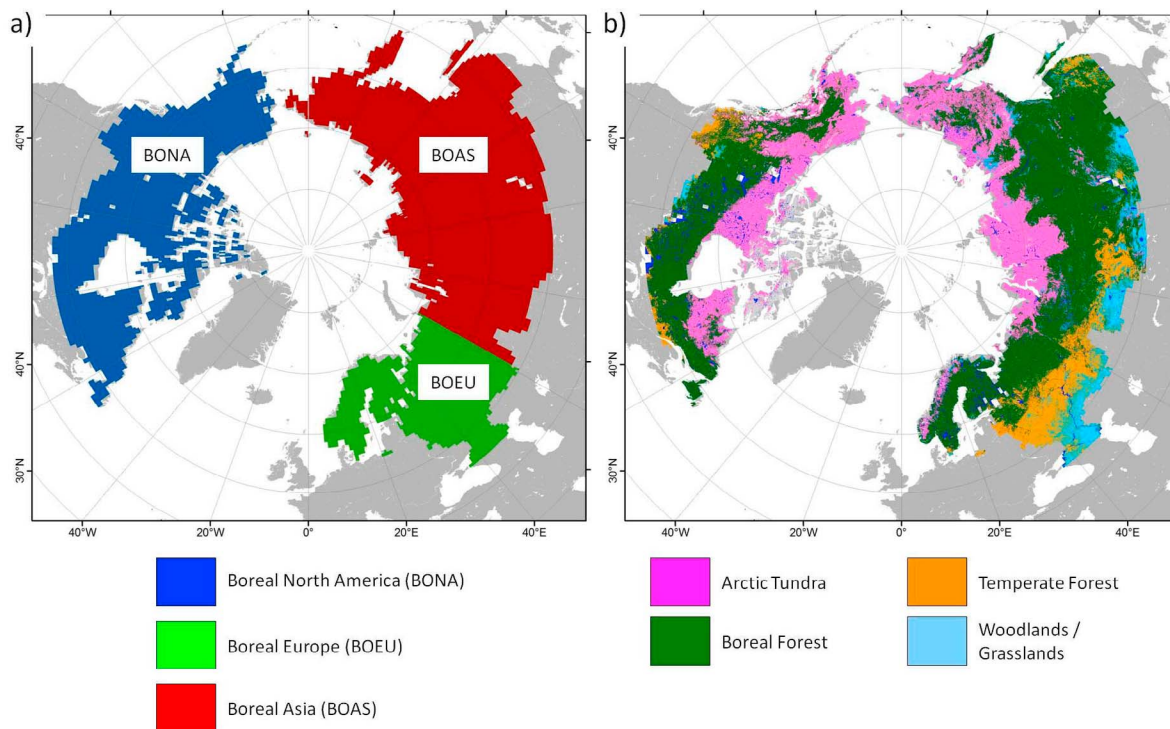 a)
b)
BONA
BOAS
BOEU
40°N
40°N
30°N
40°W
20°W
0°
20°E
40°E
40°N
40°N
30°N
40°W
20°W
0°
20°E
40°E
Boreal North America (BONA)
Boreal Europe (BOEU)
Boreal Asia (BOAS)
Arctic Tundra
Boreal Forest
Temperate Forest
Woodlands /
Grasslands